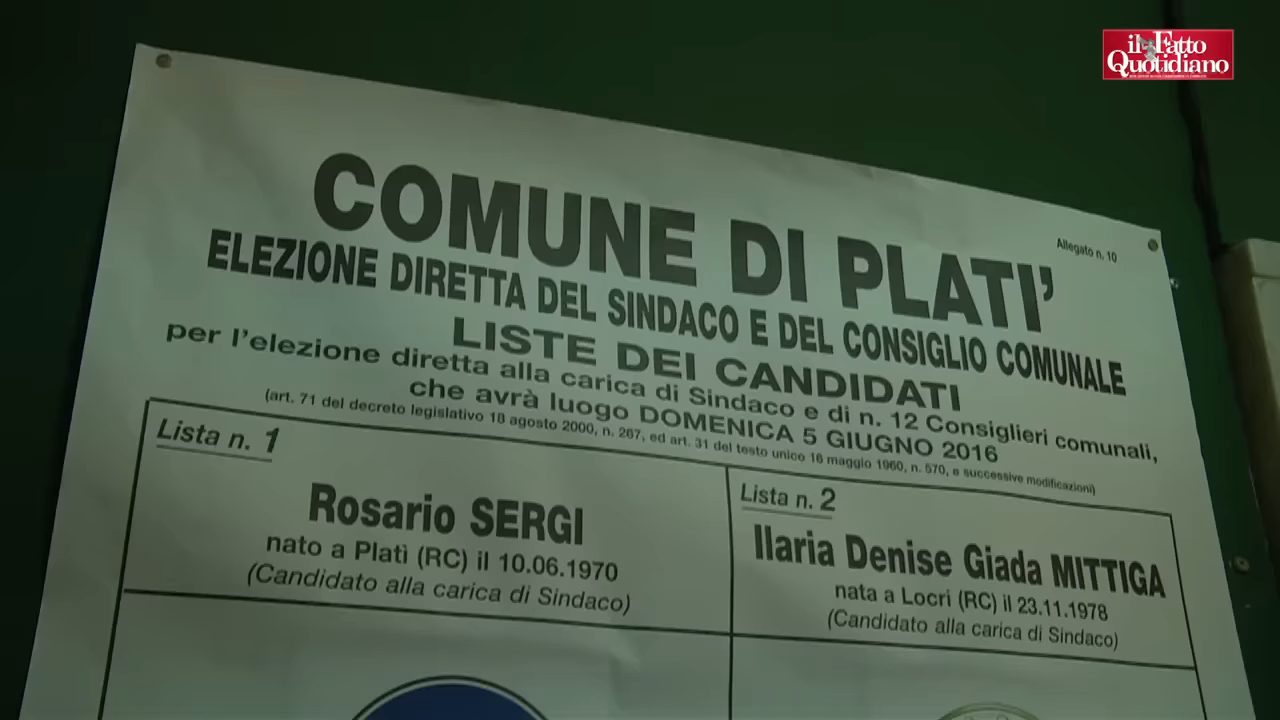 il Fatto
Quotidiano
Allegato n. 10
COMUNE DI PLATI'
ELEZIONE DIRETTA DEL SINDACO E DEL CONSIGLIO COMUNALE
LISTE DEI CANDIDATI
per l'elezione diretta alla carica di Sindaco e di n. 12 Consiglieri comunali,
che avrà luogo DOMENICA 5 GIUGNO 2016
(art. 71 del decreto legislativo 18 agosto 2000, n. 267, ed art. 31 del testo unico 16 maggio 1960, n. 570, e successive modificazioni)
Lista n. 1
Rosario SERGI
nato a Platì (RC) il 10.06.1970
(Candidato alla carica di Sindaco)
Lista n. 2
Ilaria Denise Giada MITTIGA
nata a Locri (RC) il 23.11.1978
(Candidato alla carica di Sindaco)